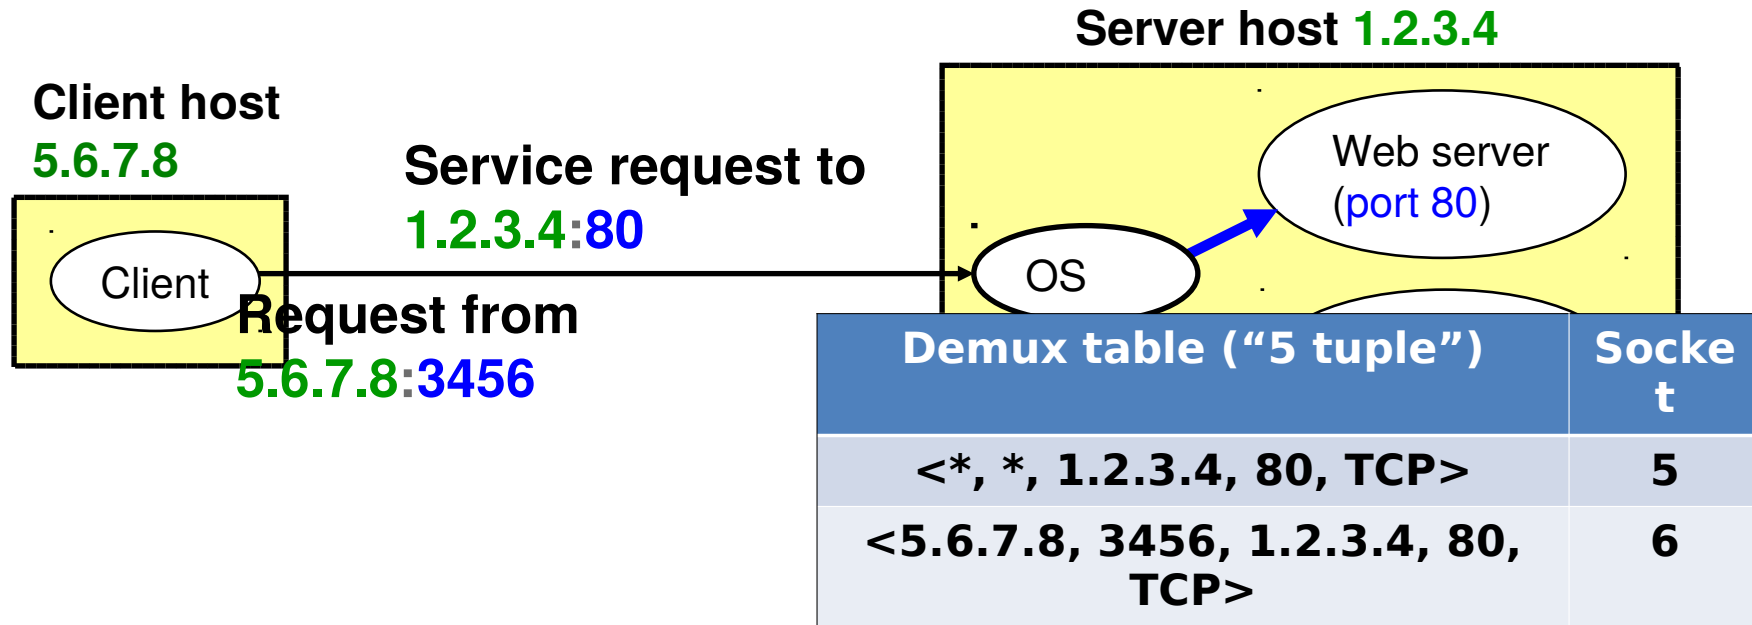 Server host 1.2.3.4
Client host
5.6.7.8
Service request to
1.2.3.4:80
Web server
(port 80)
Client
OS
Request from
5.6.7.8:3456
Demux table (“5 tuple”)
Socke
t
<*, *, 1.2.3.4, 80, TCP>
5
<5.6.7.8, 3456, 1.2.3.4, 80,
TCP>
6